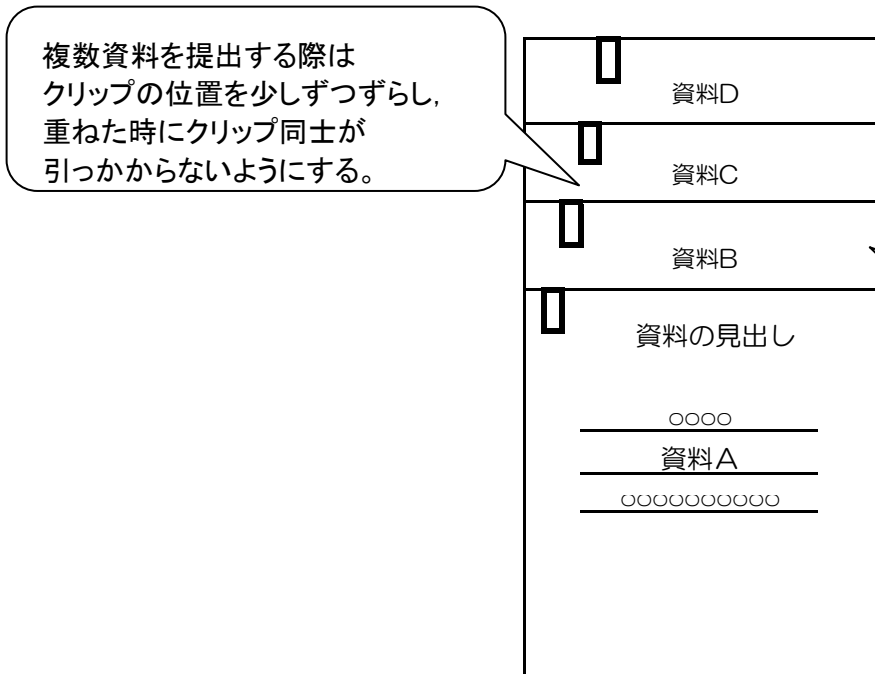 複数資料を提出する際は
クリップの位置を少しずつずらし，
重ねた時にクリップ同士が
引っかからないようにする。
資料D
資料C
資料B
資料の見出し
○○○○
資料A
○○○○○○○○○○